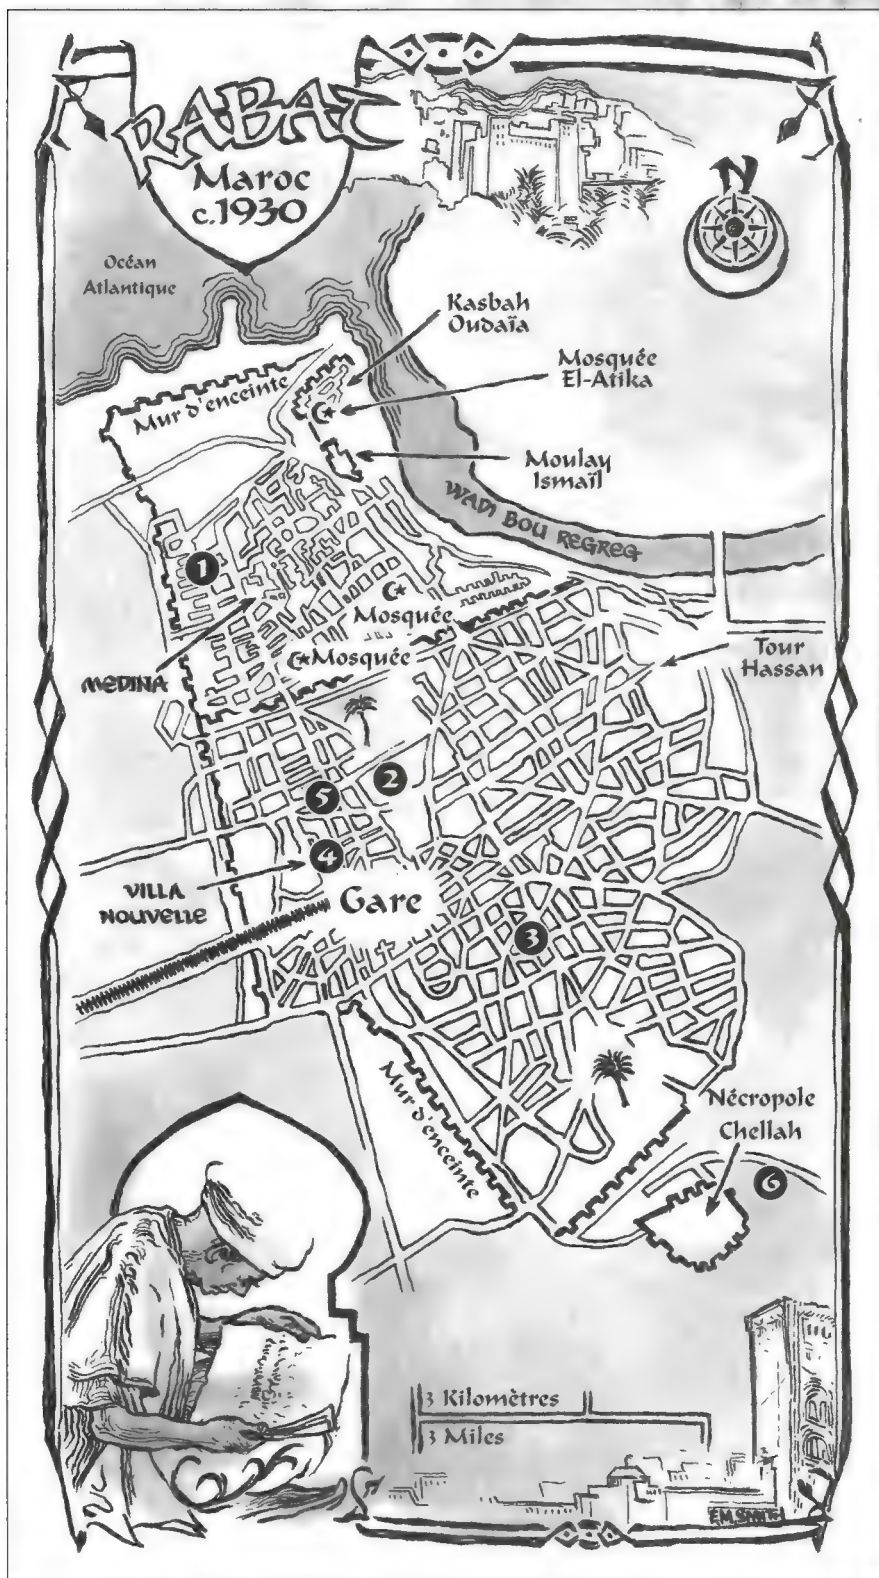 RABAT
Maroc
c.1930
N
Océan
Atlantique
Kasbah
Oudaïa
Mosquée
El-Atika
Mur d'enceinte
Moulay
Ismaïl
WADI BOU REGREG
1
Mosquée
Mosquée
Tour
Hassan
MEDINA
2
5
4
VILLA
NOUVELLE
Gare
3
Mur d'enceinte
Nécropole
Chellah
6
3 Kilomètres
3 Miles
E.M.SMITH